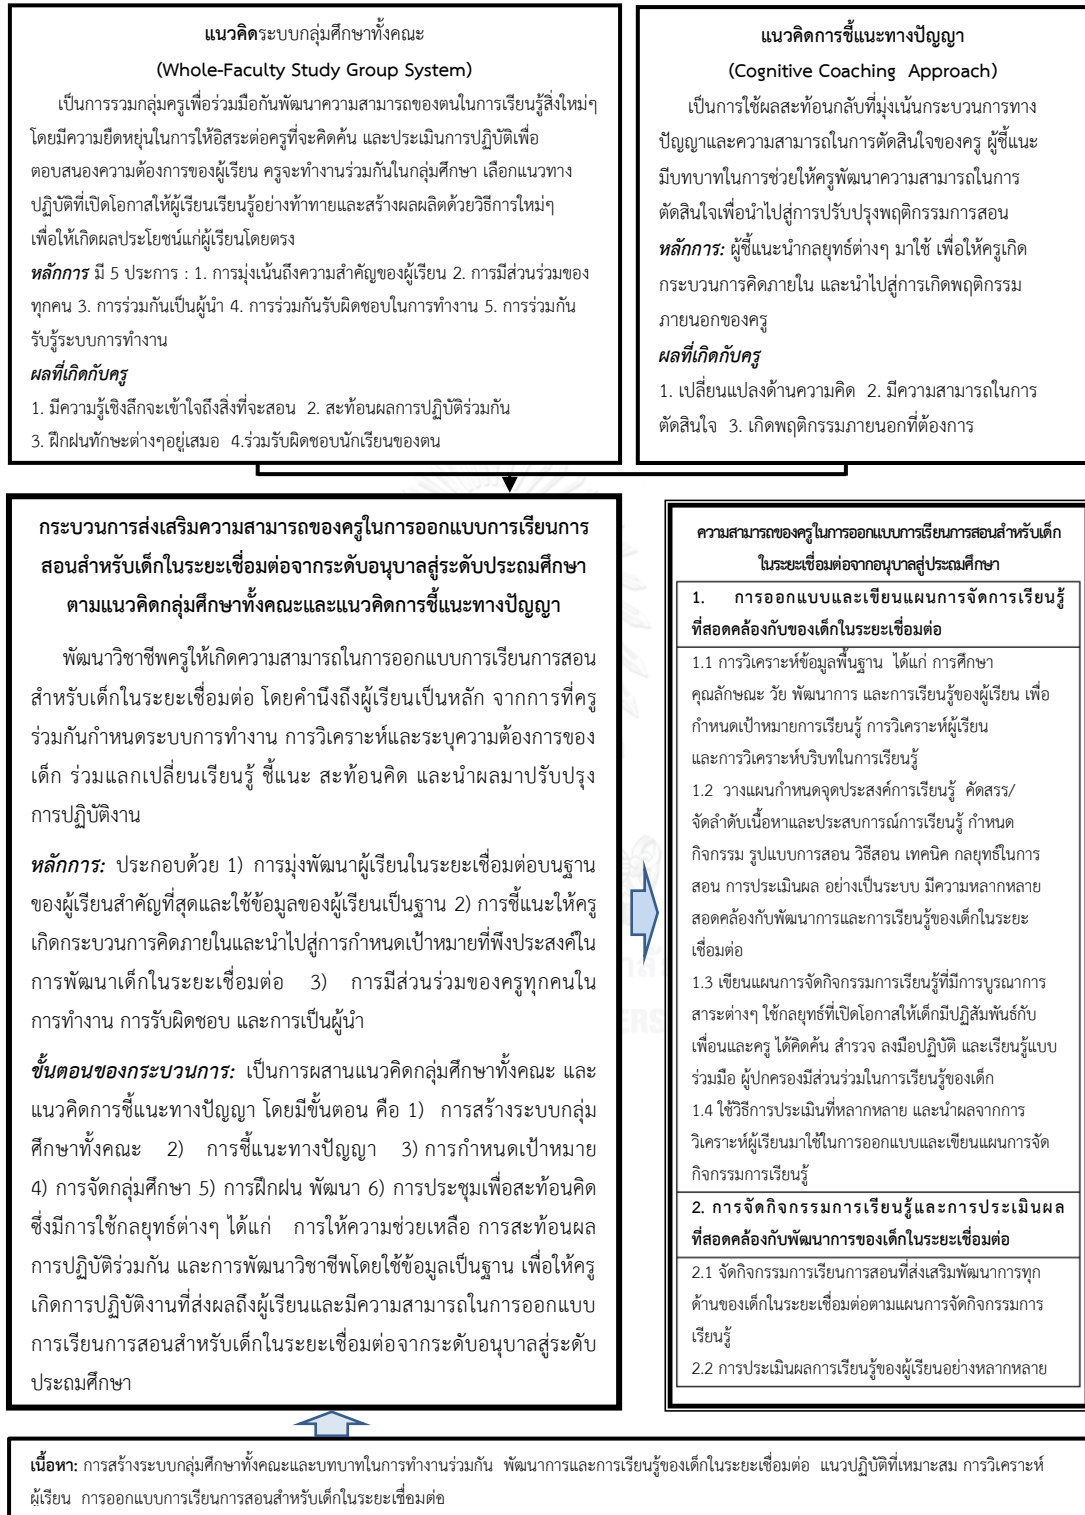 แนวคิดระบบกลุ่มศึกษาทั้งคณะ
(Whole-Faculty Study Group System)
เป็นการรวมกลุ่มครูเพื่อร่วมมือกันพัฒนาความสามารถของตนในการเรียนรู้สิ่งใหม่ๆ
โดยมีความยืดหยุ่นในการให้อิสระต่อครูที่จะคิดค้น และประเมินการปฏิบัติเพื่อ
ตอบสนองความต้องการของผู้เรียน ครูจะทำงานร่วมกันในกลุ่มศึกษา เลือกแนวทาง
ปฏิบัติที่เปิดโอกาสให้ผู้เรียนเรียนรู้อย่างท้าทายและสร้างผลผลิตด้วยวิธีการใหม่ๆ
เพื่อให้เกิดผลประโยชน์แก่ผู้เรียนโดยตรง
หลักการ มี 5 ประการ : 1. การมุ่งเน้นถึงความสำคัญของผู้เรียน 2. การมีส่วนร่วมของ
ทุกคน 3. การร่วมกันเป็นผู้นำ 4. การร่วมกันรับผิดชอบในการทำงาน 5. การร่วมกัน
รับรู้ระบบการทำงาน
ผลที่เกิดกับครู
1. มีความรู้เชิงลึกจะเข้าใจถึงสิ่งที่จะสอน 2. สะท้อนผลการปฏิบัติร่วมกัน
3. ฝึกฝนทักษะต่างๆอยู่เสมอ 4.ร่วมรับผิดชอบนักเรียนของตน
แนวคิดการชี้แนะทางปัญญา
(Cognitive Coaching Approach)
เป็นการใช้ผลสะท้อนกลับที่มุ่งเน้นกระบวนการทาง
ปัญญาและความสามารถในการตัดสินใจของครู ผู้ชี้แนะ
มีบทบาทในการช่วยให้ครูพัฒนาความสามารถในการ
ตัดสินใจเพื่อนำไปสู่การปรับปรุงพฤติกรรมการสอน
หลักการ: ผู้ชี้แนะนำกลยุทธ์ต่างๆ มาใช้ เพื่อให้ครูเกิด
กระบวนการคิดภายใน และนำไปสู่การเกิดพฤติกรรม
ภายนอกของครู
ผลที่เกิดกับครู
1. เปลี่ยนแปลงด้านความคิด 2. มีความสามารถในการ
ตัดสินใจ 3. เกิดพฤติกรรมภายนอกที่ต้องการ
กระบวนการส่งเสริมความสามารถของครูในการออกแบบการเรียนการ
สอนสำหรับเด็กในระยะเชื่อมต่อจากระดับอนุบาลสู่ระดับประถมศึกษา
ตามแนวคิดกลุ่มศึกษาทั้งคณะและแนวคิดการชี้แนะทางปัญญา
พัฒนาวิชาชีพครูให้เกิดความสามารถในการออกแบบการเรียนการสอน
สำหรับเด็กในระยะเชื่อมต่อ โดยคำนึงถึงผู้เรียนเป็นหลัก จากการที่ครู
ร่วมกันกำหนดระบบการทำงาน การวิเคราะห์และระบุความต้องการของ
เด็ก ร่วมแลกเปลี่ยนเรียนรู้ ชี้แนะ สะท้อนคิด และนำผลมาปรับปรุง
การปฏิบัติงาน
หลักการ: ประกอบด้วย 1) การมุ่งพัฒนาผู้เรียนในระยะเชื่อมต่อบนฐาน
ของผู้เรียนสำคัญที่สุดและใช้ข้อมูลของผู้เรียนเป็นฐาน 2) การชี้แนะให้ครู
เกิดกระบวนการคิดภายในและนำไปสู่การกำหนดเป้าหมายที่พึงประสงค์ใน
การพัฒนาเด็กในระยะเชื่อมต่อ 3) การมีส่วนร่วมของครูทุกคนใน
การทำงาน การรับผิดชอบ และการเป็นผู้นำ
ขั้นตอนของกระบวนการ: เป็นการผสานแนวคิดกลุ่มศึกษาทั้งคณะ และ
แนวคิดการชี้แนะทางปัญญา โดยมีขั้นตอน คือ 1) การสร้างระบบกลุ่ม
ศึกษาทั้งคณะ 2) การชี้แนะทางปัญญา 3) การกำหนดเป้าหมาย
4) การจัดกลุ่มศึกษา 5) การฝึกฝน พัฒนา 6) การประชุมเพื่อสะท้อนคิด
ซึ่งมีการใช้กลยุทธ์ต่างๆ ได้แก่ การให้ความช่วยเหลือ การสะท้อนผล
การปฏิบัติร่วมกัน และการพัฒนาวิชาชีพโดยใช้ข้อมูลเป็นฐาน เพื่อให้ครู
เกิดการปฏิบัติงานที่ส่งผลถึงผู้เรียนและมีความสามารถในการออกแบบ
การเรียนการสอนสำหรับเด็กในระยะเชื่อมต่อจากระดับอนุบาลสู่ระดับ
ประถมศึกษา
ความสามารถของครูในการออกแบบการเรียนการสอนสำหรับเด็ก
ในระยะเชื่อมต่อจากอนุบาลสู่ประถมศึกษา
1. การออกแบบและเขียนแผนการจัดการเรียนรู้
ที่สอดคล้องกับของเด็กในระยะเชื่อมต่อ
1.1 การวิเคราะห์ข้อมูลพื้นฐาน ได้แก่ การศึกษา
คุณลักษณะ วัย พัฒนาการ และการเรียนรู้ของผู้เรียน เพื่อ
กำหนดเป้าหมายการเรียนรู้ การวิเคราะห์ผู้เรียน
และการวิเคราะห์บริบทในการเรียนรู้
1.2 วางแผนกำหนดจุดประสงค์การเรียนรู้ คัดสรร/
จัดลำดับเนื้อหาและประสบการณ์การเรียนรู้ กำหนด
กิจกรรม รูปแบบการสอน วิธีสอน เทคนิค กลยุทธ์ในการ
สอน การประเมินผล อย่างเป็นระบบ มีความหลากหลาย
สอดคล้องกับพัฒนาการและการเรียนรู้ของเด็กในระยะ
เชื่อมต่อ
1.3 เขียนแผนการจัดกิจกรรมการเรียนรู้ที่มีการบูรณาการ
สาระต่างๆ ใช้กลยุทธ์ที่เปิดโอกาสให้เด็กมีปฏิสัมพันธ์กับ
เพื่อนและครู ได้คิดค้น สำรวจ ลงมือปฏิบัติ และเรียนรู้แบบ
ร่วมมือ ผู้ปกครองมีส่วนร่วมในการเรียนรู้ของเด็ก
1.4 ใช้วิธีการประเมินที่หลากหลาย และนำผลจากการ
วิเคราะห์ผู้เรียนมาใช้ในการออกแบบและเขียนแผนการจัด
กิจกรรมการเรียนรู้
2. การจัดกิจกรรมการเรียนรู้และการประเมินผล
ที่สอดคล้องกับพัฒนาการของเด็กในระยะเชื่อมต่อ
2.1 จัดกิจกรรมการเรียนการสอนที่ส่งเสริมพัฒนาการทุก
ด้านของเด็กในระยะเชื่อมต่อตามแผนการจัดกิจกรรมการ
เรียนรู้
2.2 การประเมินผลการเรียนรู้ของผู้เรียนอย่างหลากหลาย
เนื้อหา: การสร้างระบบกลุ่มศึกษาทั้งคณะและบทบาทในการทำงานร่วมกัน พัฒนาการและการเรียนรู้ของเด็กในระยะเชื่อมต่อ แนวปฏิบัติที่เหมาะสม การวิเคราะห์
ผู้เรียน การออกแบบการเรียนการสอนสำหรับเด็กในระยะเชื่อมต่อ